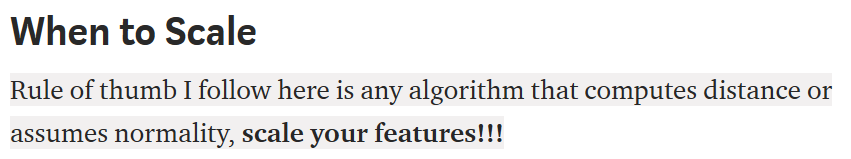 When to Scale
Rule of thumb I follow here is any algorithm that computes distance or
assumes normality, scale your features!!!